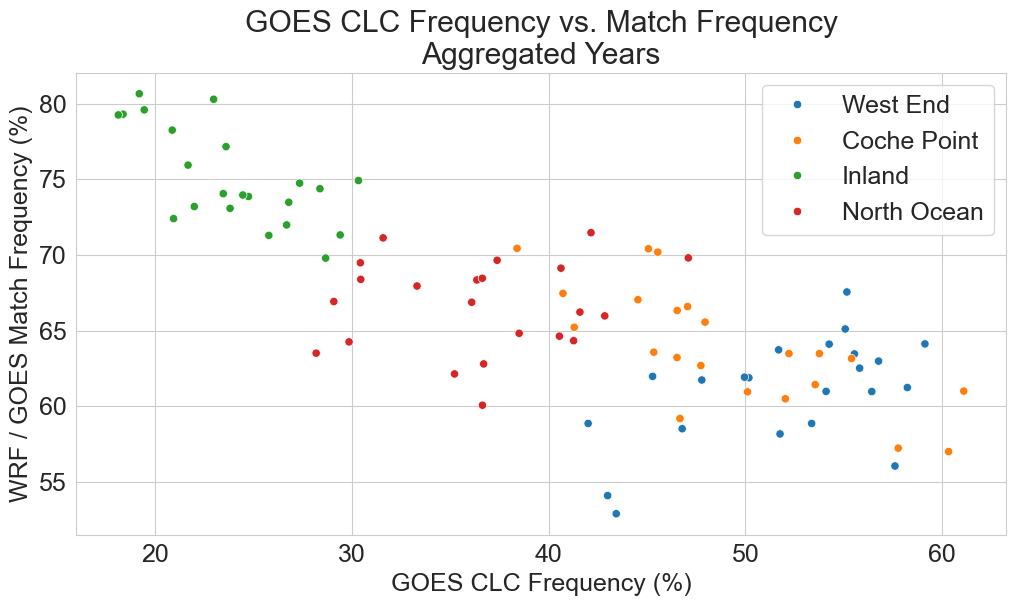 GOES CLC Frequency vs. Match Frequency
Aggregated Years
WRF / GOES Match Frequency (%)
80
75
70
65
60
55
West End
Coche Point
Inland
North Ocean
20 30 40 50 60
GOES CLC Frequency (%)